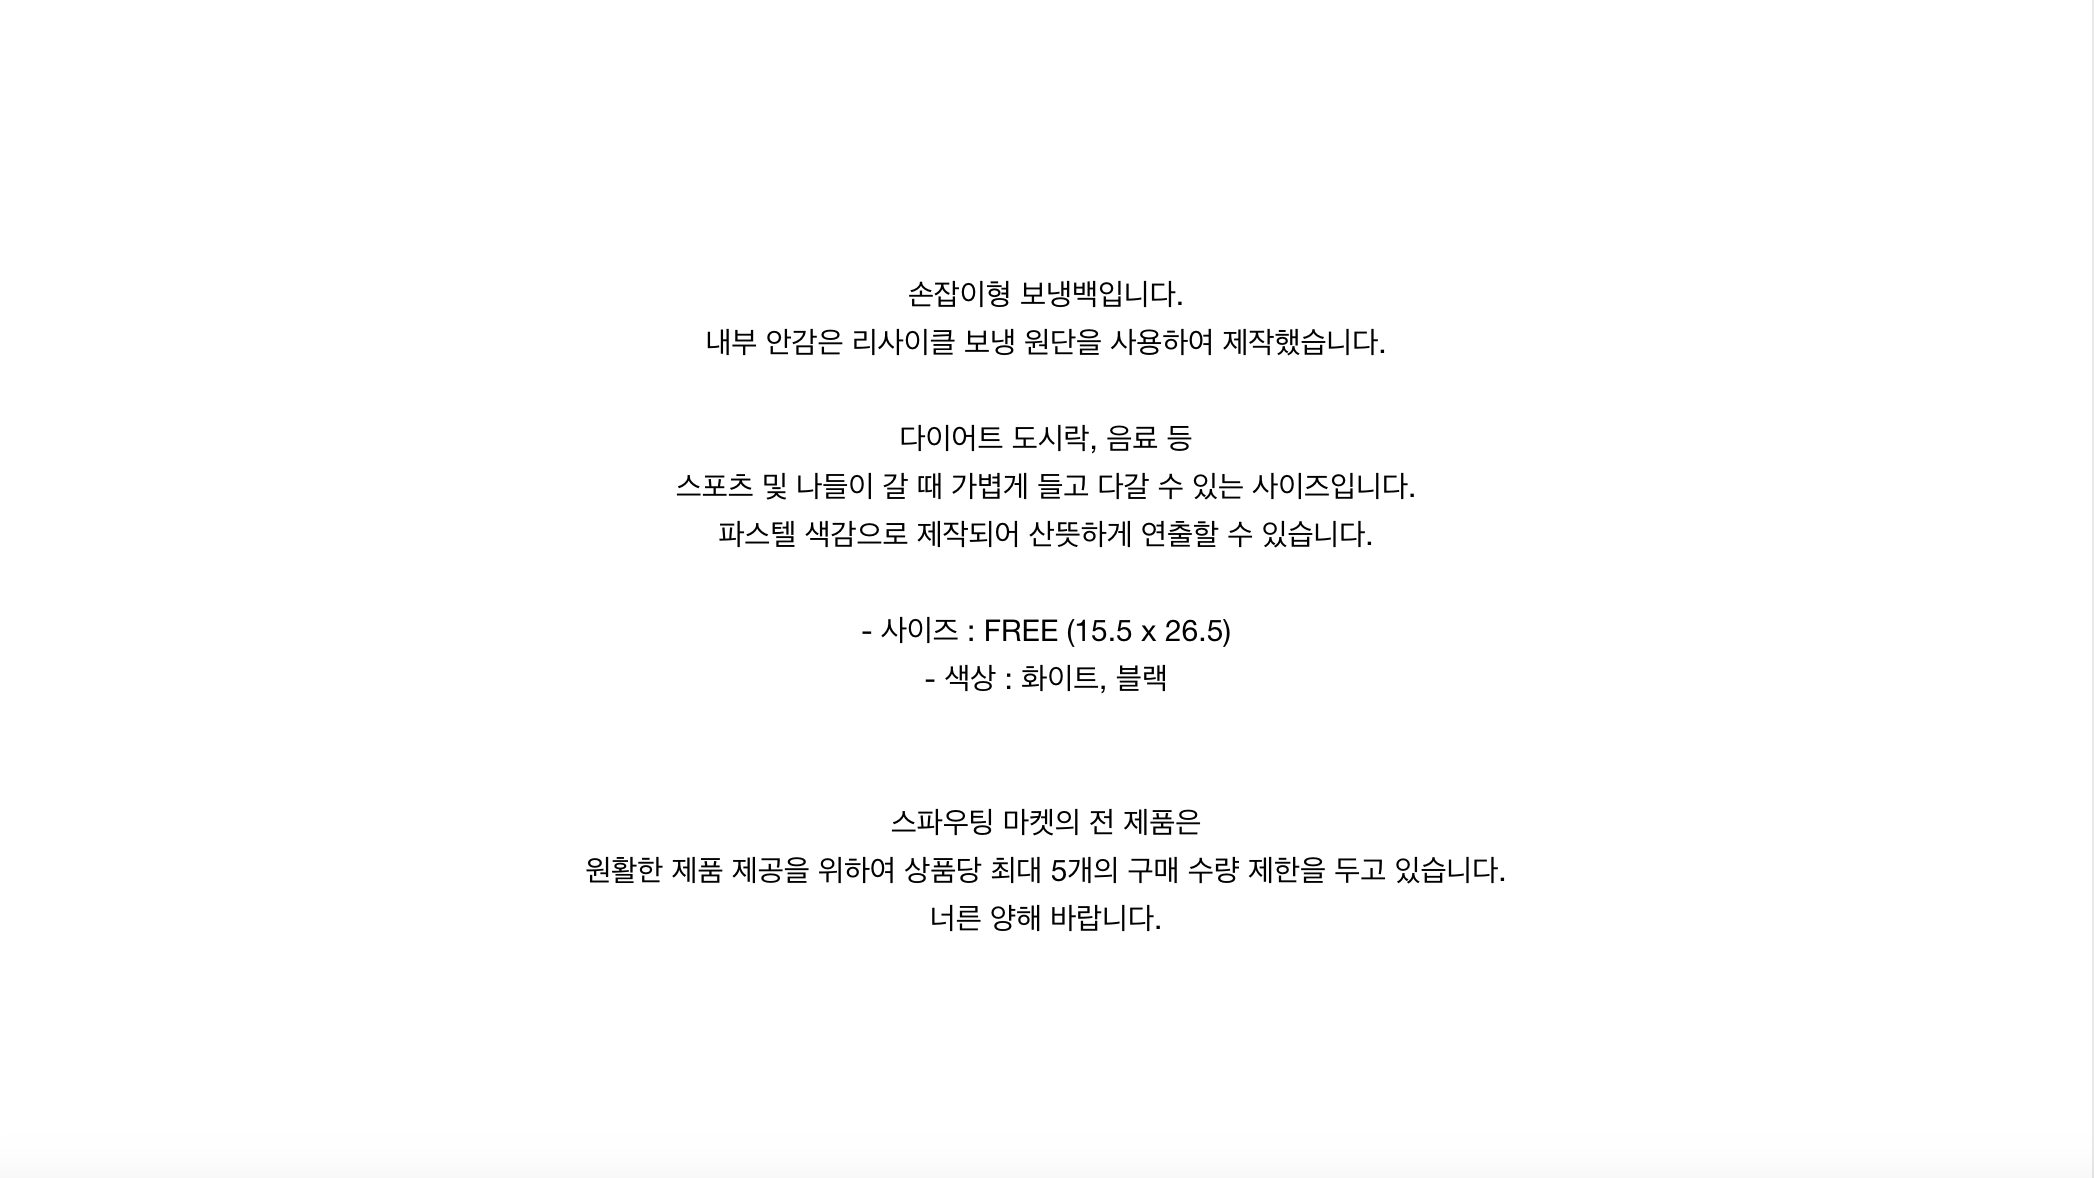 손잡이형 보냉백입니다.
내부 안감은 리사이클 보냉 원단을 사용하여 제작했습니다.
다이어트 도시락, 음료 등
스포츠 및 나들이 갈 때 가볍게 들고 다갈 수 있는 사이즈입니다.
파스텔 색감으로 제작되어 산뜻하게 연출할 수 있습니다.
- 사이즈 : FREE (15.5 x 26.5)
- 색상 : 화이트, 블랙
스파우팅 마켓의 전 제품은
원활한 제품 제공을 위하여 상품당 최대 5개의 구매 수량 제한을 두고 있습니다.
너른 양해 바랍니다.